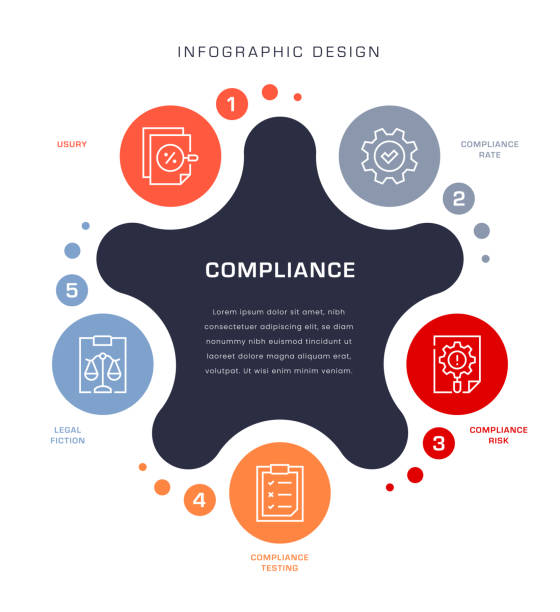 INFOGRAPHIC DESIGN
1
USURY
%
COMPLIANCE
RATE
2
COMPLIANCE
Lorem ipsum dolor sit amet, nibh
consectetuer adipiscing elit, se diam
nonummy nibh euismod tincidunt ut
laoreet dolore magna aliquam erat,
volutpat. Ut wisi enim minim veniam.
5
LEGAL
FICTION
3
COMPLIANCE
RISK
4
COMPLIANCE
TESTING